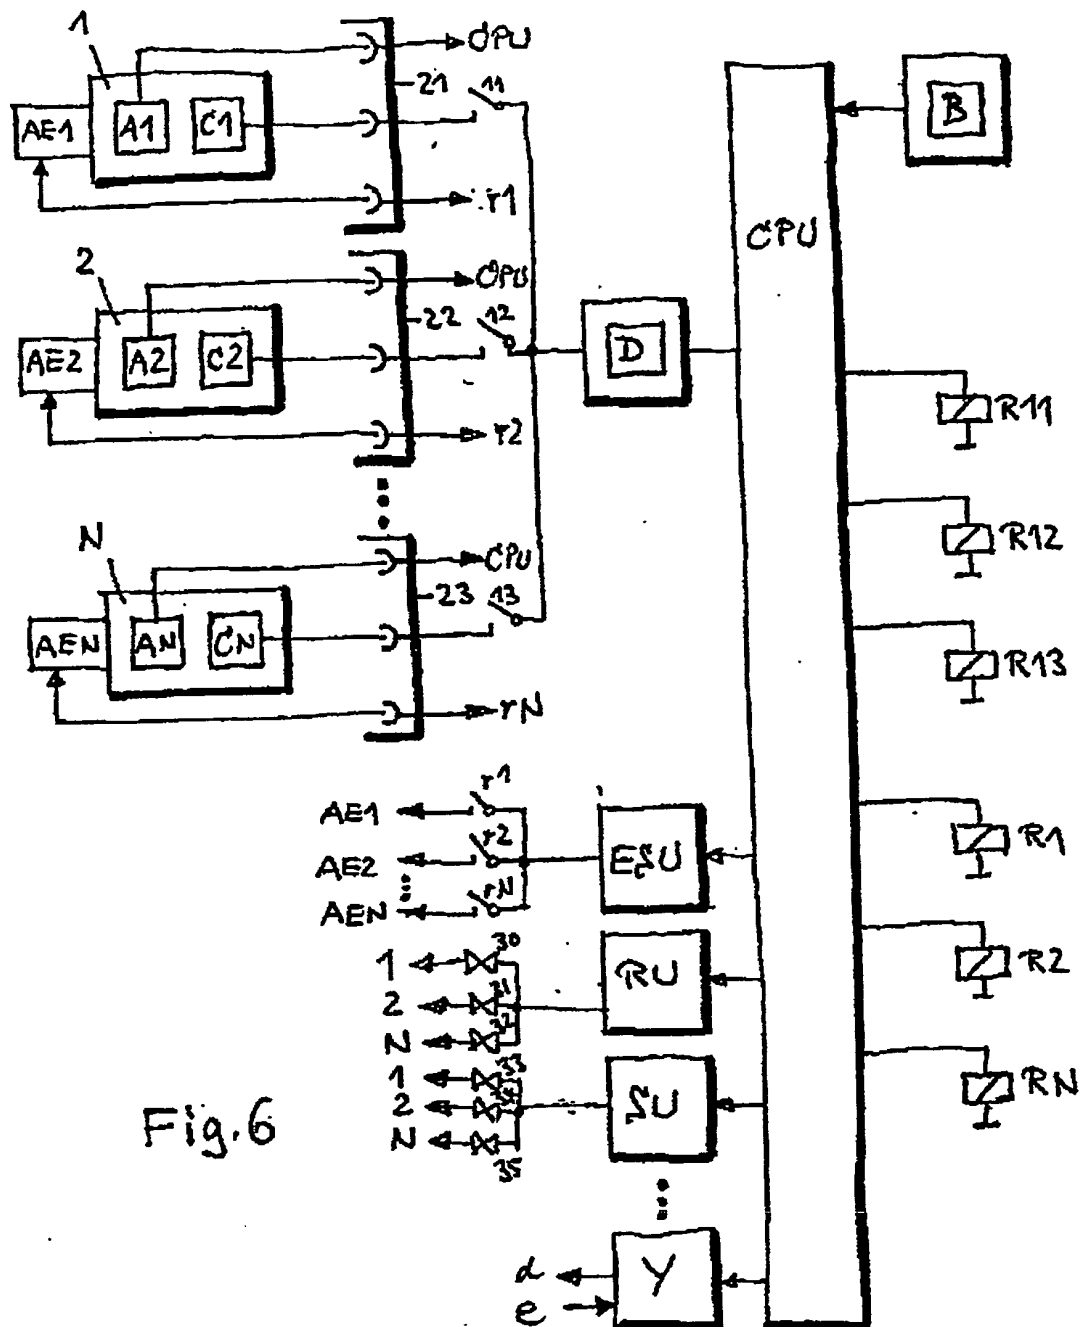 1
CPU
21
11
AE1
A1
C1
B
r1
CPU
2
CPU
22
12
AE2
A2
C2
D
r2
R11
N
CPU
23
13
R12
AEN
AN
CN
R13
rN
r1
AE1
r2
AE2
ESU
R1
rN
AEN
30
1
RU
R2
31
2
32
N
33
1
RN
34
2
SU
N
35
Fig.6
d
Y
e